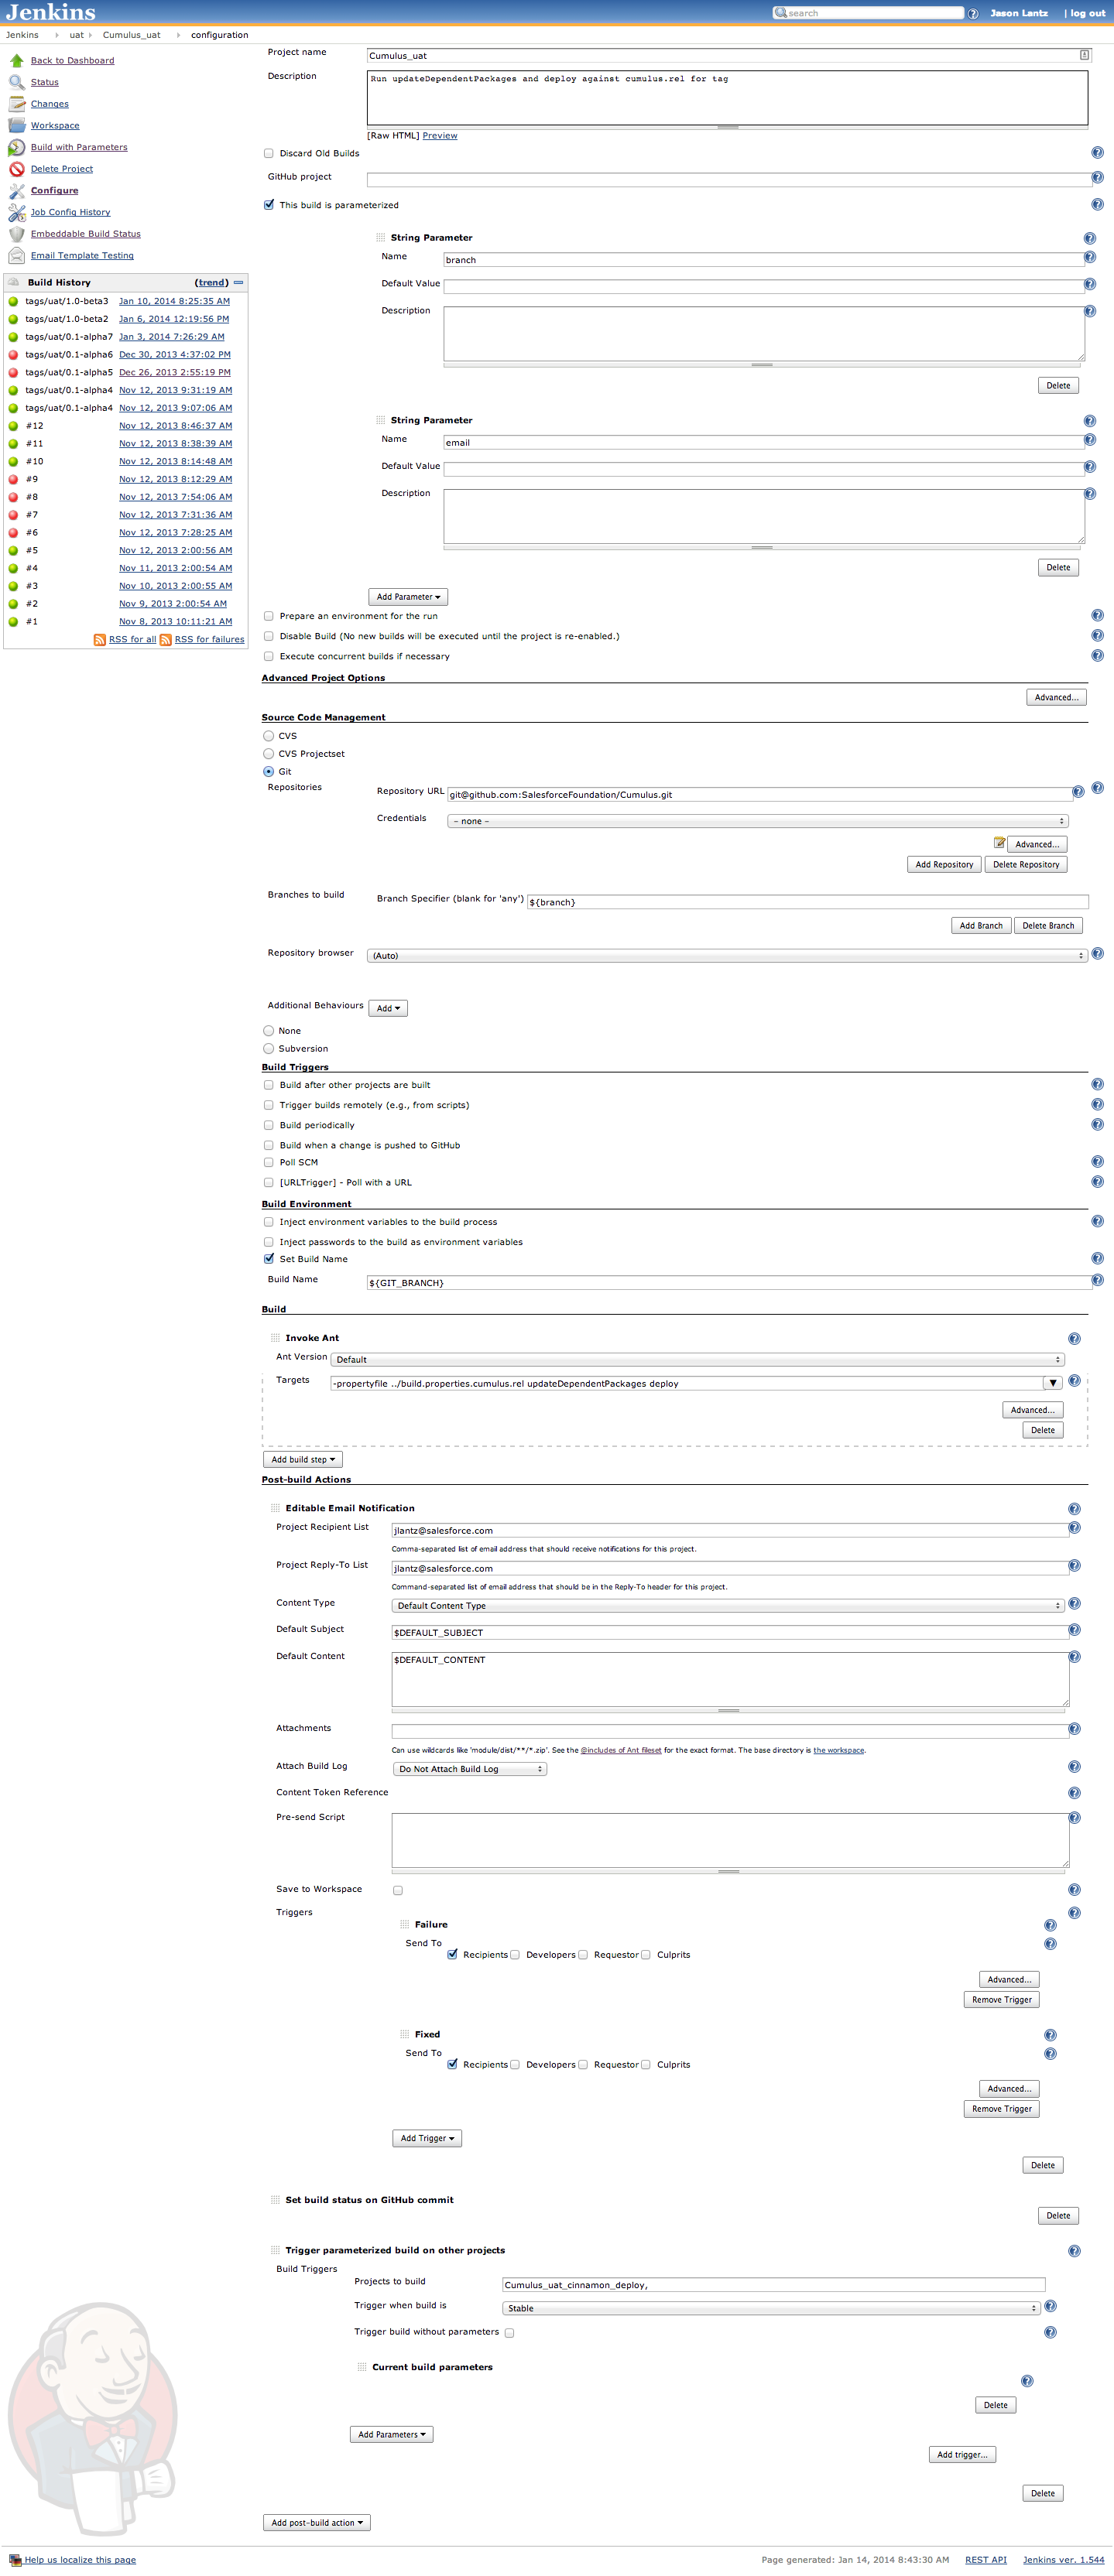 Jenkins
search
Jason Lantz | log out
Jenkins uat Cumulus_uat configuration
Back to Dashboard
Status
Changes
Workspace
Build with Parameters
Delete Project
Configure
Job Config History
Embeddable Build Status
Email Template Testing
Build History (trend)
tags/uat/1.0-beta3 Jan 10, 2014 8:25:35 AM
tags/uat/1.0-beta2 Jan 6, 2014 12:19:56 PM
tags/uat/0.1-alpha7 Jan 3, 2014 7:26:29 AM
tags/uat/0.1-alpha6 Dec 30, 2013 4:37:02 PM
tags/uat/0.1-alpha5 Dec 26, 2013 2:55:19 PM
tags/uat/0.1-alpha4 Nov 12, 2013 9:31:19 AM
tags/uat/0.1-alpha4 Nov 12, 2013 9:07:06 AM
#12 Nov 12, 2013 8:46:37 AM
#11 Nov 12, 2013 8:38:39 AM
#10 Nov 12, 2013 8:14:48 AM
#9 Nov 12, 2013 8:12:29 AM
#8 Nov 12, 2013 7:54:06 AM
#7 Nov 12, 2013 7:31:36 AM
#6 Nov 12, 2013 7:28:25 AM
#5 Nov 12, 2013 2:00:56 AM
#4 Nov 11, 2013 2:00:54 AM
#3 Nov 10, 2013 2:00:55 AM
#2 Nov 9, 2013 2:00:54 AM
#1 Nov 8, 2013 10:11:21 AM
RSS for all RSS for failures
Project name Cumulus_uat
Description Run updateDependentPackages and deploy against cumulus.rel for tag
[Raw HTML] Preview
Discard Old Builds
GitHub project
This build is parameterized
String Parameter
Name branch
Default Value
Description
Delete
String Parameter
Name email
Default Value
Description
Delete
Add Parameter
Prepare an environment for the run
Disable Build (No new builds will be executed until the project is re-enabled.)
Execute concurrent builds if necessary
Advanced Project Options
Advanced...
Source Code Management
CVS
CVS Projectset
Git
Repositories Repository URL git@github.com:SalesforceFoundation/Cumulus.git
Credentials - none -
Advanced...
Add Repository Delete Repository
Branches to build Branch Specifier (blank for 'any') ${branch}
Add Branch Delete Branch
Repository browser (Auto)
Additional Behaviours Add
None
Subversion
Build Triggers
Build after other projects are built
Trigger builds remotely (e.g., from scripts)
Build periodically
Build when a change is pushed to GitHub
Poll SCM
[URLTrigger] - Poll with a URL
Build Environment
Inject environment variables to the build process
Inject passwords to the build as environment variables
Set Build Name
Build Name ${GIT_BRANCH}
Build
Invoke Ant
Ant Version Default
Targets -propertyfile ../build.properties.cumulus.rel updateDependentPackages deploy
Advanced...
Delete
Add build step
Post-build Actions
Editable Email Notification
Project Recipient List jlantz@salesforce.com
Comma-separated list of email address that should receive notifications for this project.
Project Reply-To List jlantz@salesforce.com
Command-separated list of email address that should be in the Reply-To header for this project.
Content Type Default Content Type
Default Subject $DEFAULT_SUBJECT
Default Content $DEFAULT_CONTENT
Attachments
Can use wildcards like 'module/dist/**/*.zip'. See the @includes of Ant fileset for the exact format. The base directory is the workspace.
Attach Build Log Do Not Attach Build Log
Content Token Reference
Pre-send Script
Save to Workspace
Triggers
Failure
Send To
Recipients Developers Requestor Culprits
Advanced...
Remove Trigger
Fixed
Send To
Recipients Developers Requestor Culprits
Advanced...
Remove Trigger
Add Trigger
Delete
Set build status on GitHub commit
Delete
Trigger parameterized build on other projects
Build Triggers
Projects to build Cumulus_uat_cinnamon_deploy,
Trigger when build is Stable
Trigger build without parameters
Current build parameters
Delete
Add Parameters
Add trigger...
Delete
Add post-build action
Help us localize this page Page generated: Jan 14, 2014 8:43:30 AM REST API Jenkins ver. 1.544